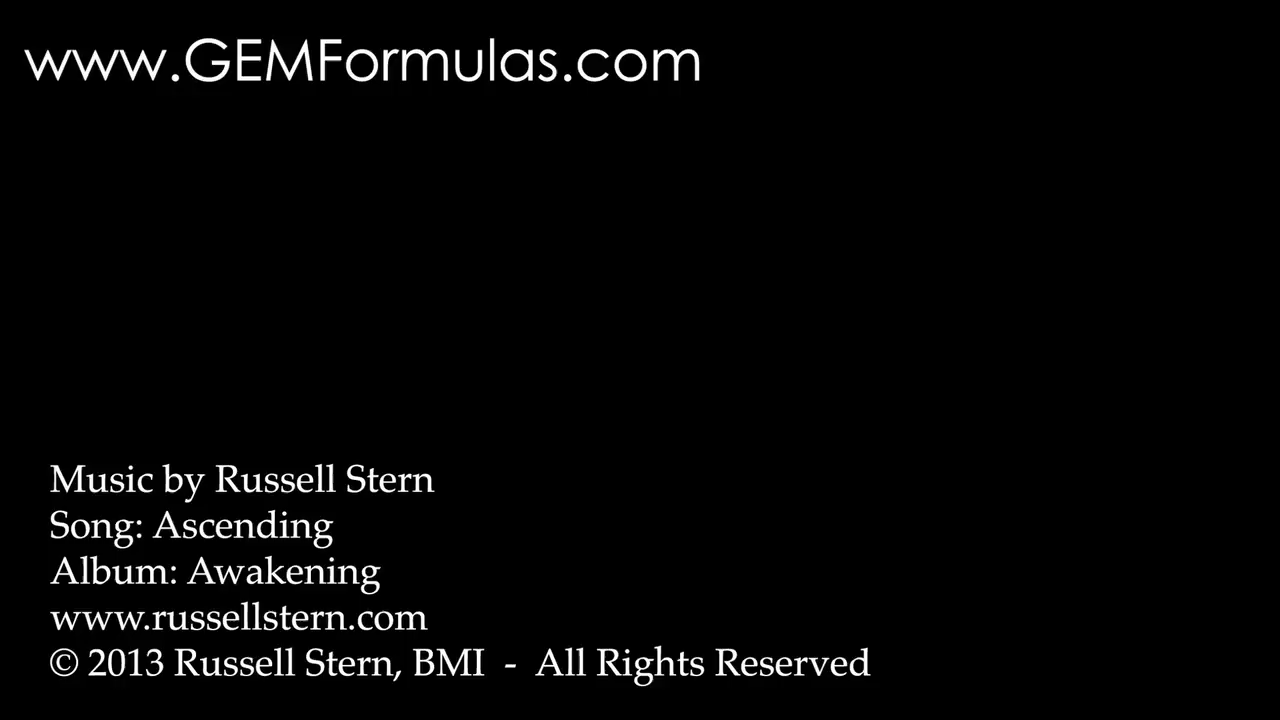 www.GEMFormulas.com
Music by Russell Stern
Song: Ascending
Album: Awakening
www.russellstern.com
© 2013 Russell Stern, BMI - All Rights Reserved